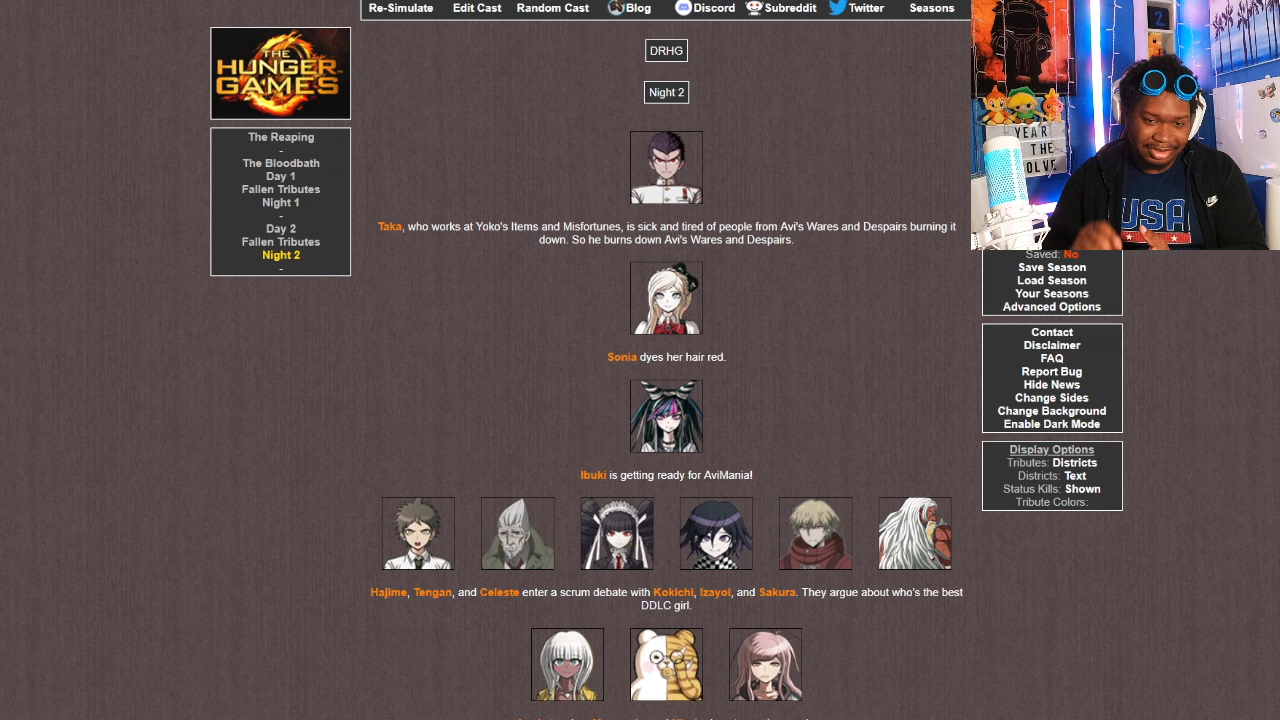 Re-Simulate Edit Cast Random Cast Blog Discord Subreddit Twitter Seasons
THE
HUNGER
GAMES
The Reaping
-
The Bloodbath
Day 1
Fallen Tributes
Night 1
-
Day 2
Fallen Tributes
Night 2
-
DRHG
Night 2
Taka, who works at Yoko's Items and Misfortunes, is sick and tired of people from Avi's Wares and Despairs burning it
down. So he burns down Avi's Wares and Despairs.
Sonia dyes her hair red.
Ibuki is getting ready for AviMania!
Hajime, Tengan, and Celeste enter a scrum debate with Kokichi, Izayoi, and Sakura. They argue about who's the best
DDLC girl.
2
YEAR
THE
OLVE
USA
Saved: No
Save Season
Load Season
Your Seasons
Advanced Options
Contact
Disclaimer
FAQ
Report Bug
Hide News
Change Sides
Change Background
Enable Dark Mode
Display Options
Tributes: Districts
Districts: Text
Status Kills: Shown
Tribute Colors: